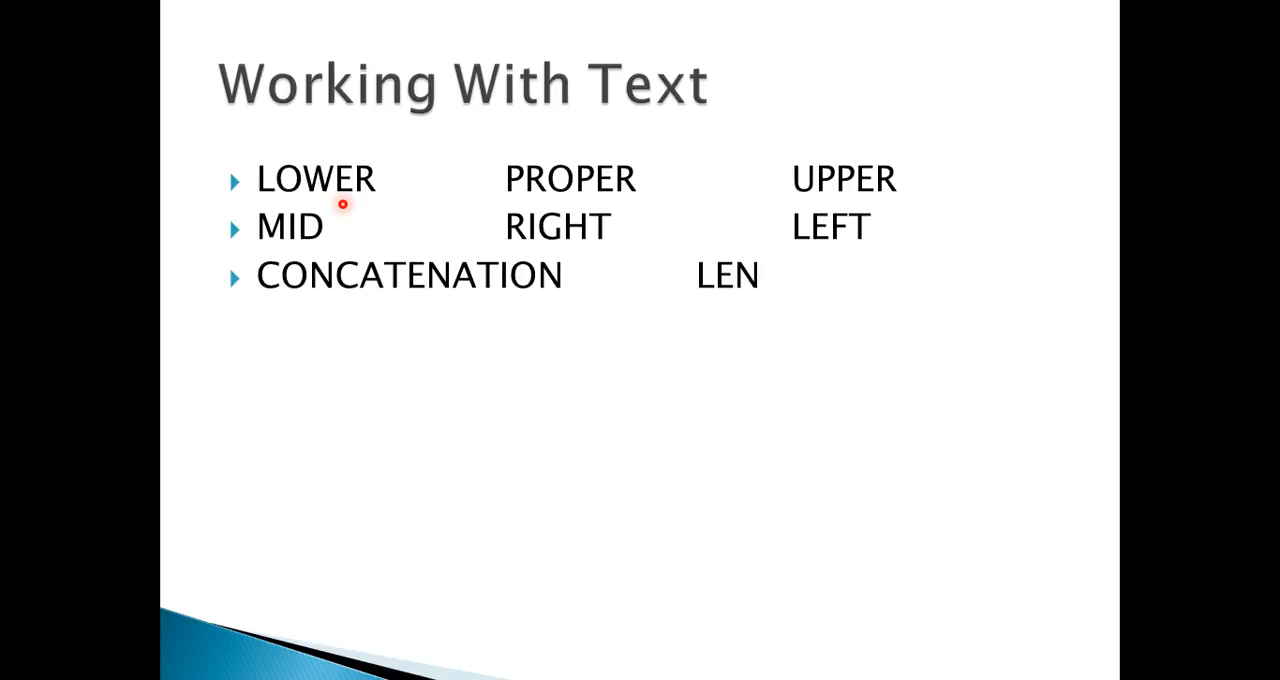 Working With Text
LOWER PROPER UPPER
MID RIGHT LEFT
CONCATENATION LEN